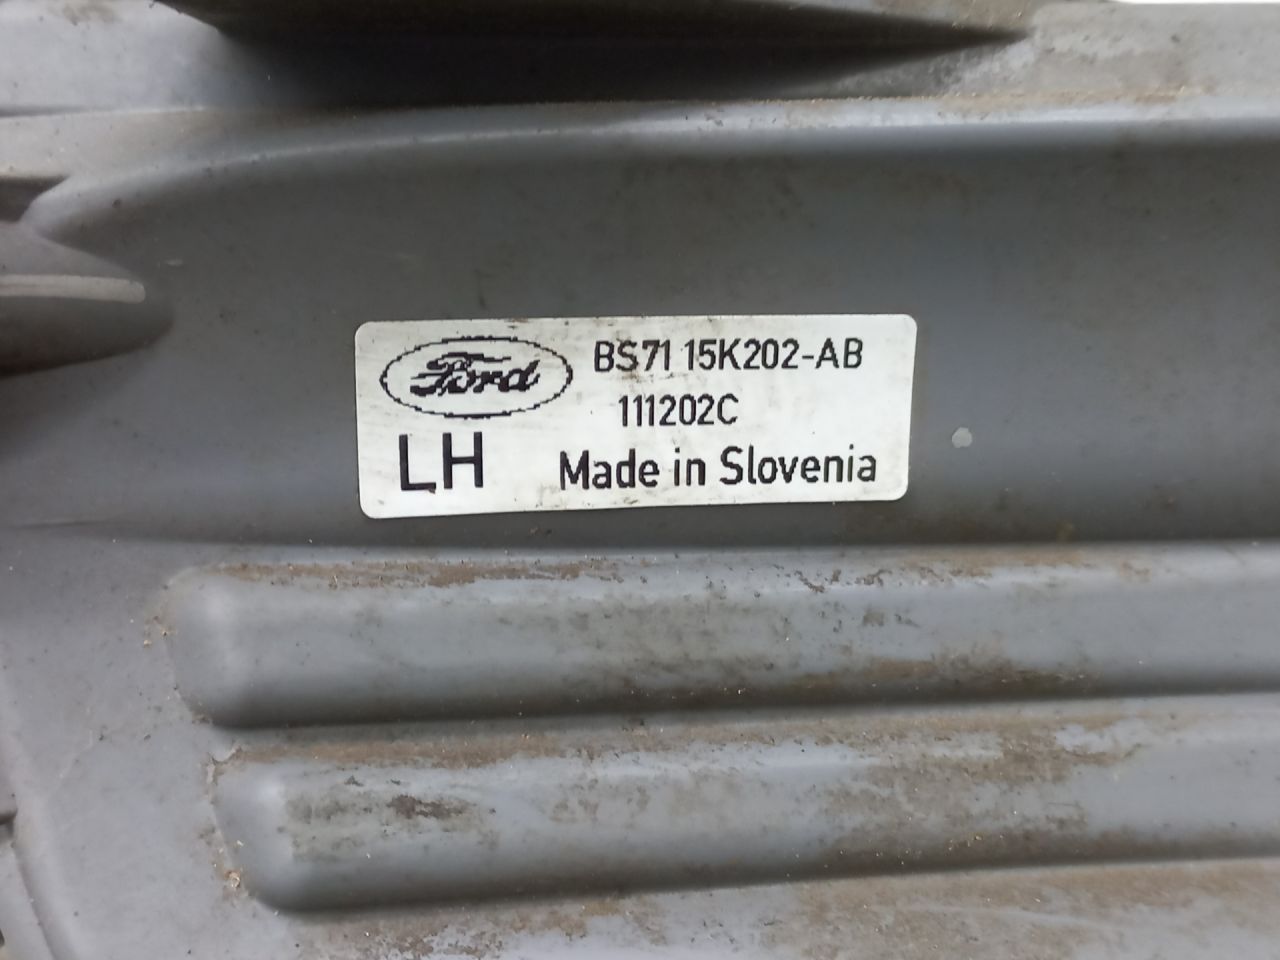 Ford
BS71 15K202-AB
111202C
LH
Made in Slovenia